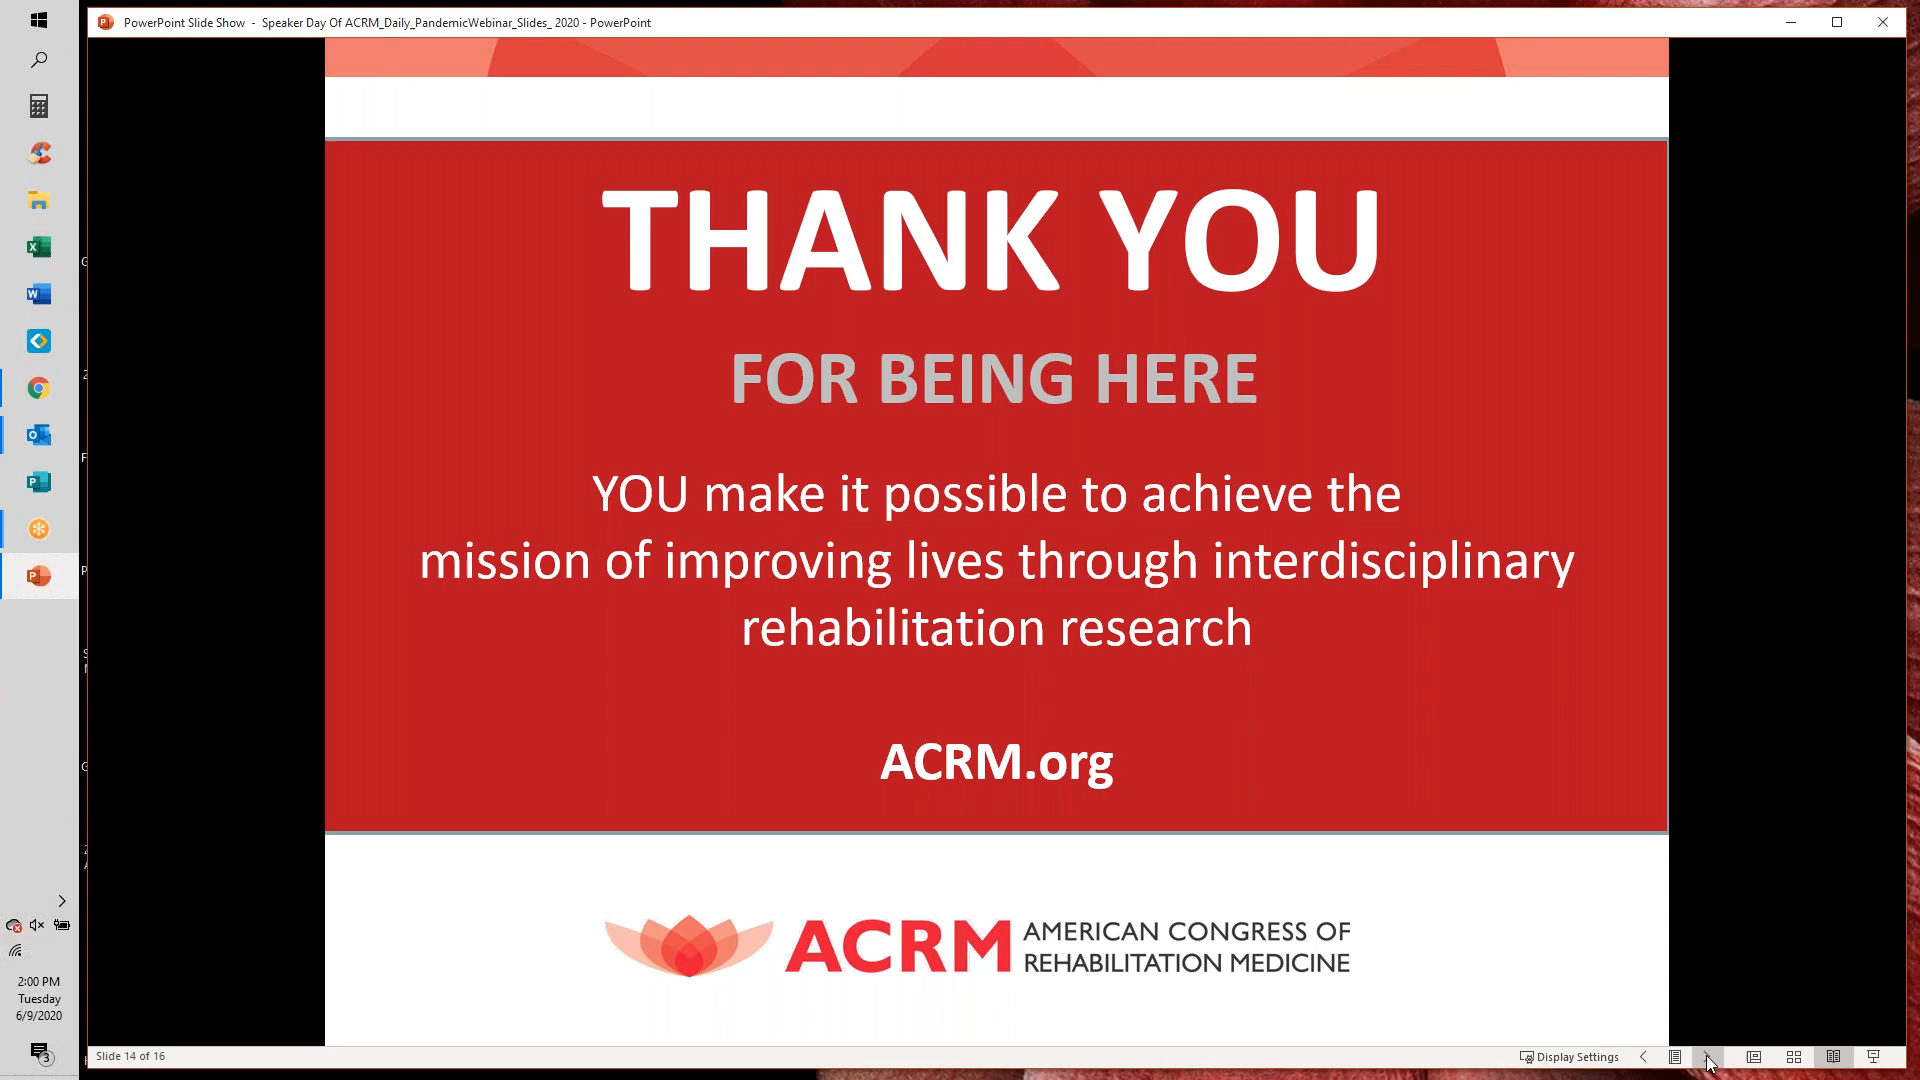 PowerPoint Slide Show - Speaker Day Of ACRM_Daily_PandemicWebinar_Slides_ 2020 - PowerPoint
THANK YOU
FOR BEING HERE
YOU make it possible to achieve the
mission of improving lives through interdisciplinary
rehabilitation research
ACRM.org
ACRM AMERICAN CONGRESS OF
REHABILITATION MEDICINE
2:00 PM
Tuesday
6/9/2020
3
Slide 14 of 16
Display Settings